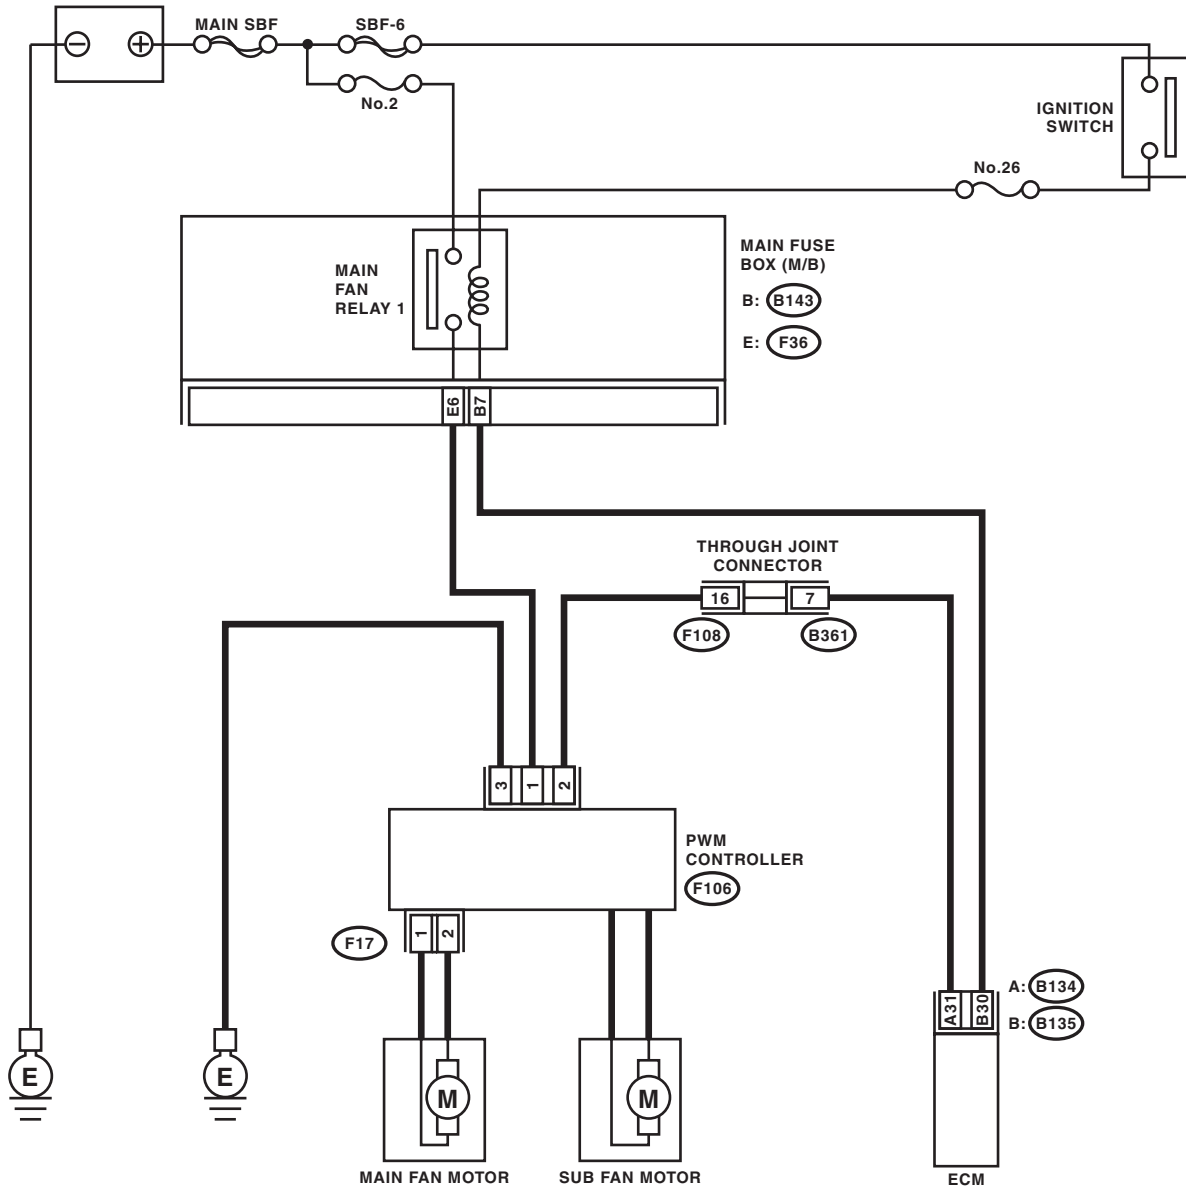 MAIN SBF
SBF-6
No.2
IGNITION
SWITCH
No.26
MAIN
FAN
RELAY 1
MAIN FUSE
BOX (M/B)
B: B143
E: F36
E6
B7
THROUGH JOINT
CONNECTOR
16
7
F108
B361
3
1
2
PWM
CONTROLLER
F106
F17
1
2
A31
B30
A: B134
B: B135
E
E
M
M
MAIN FAN MOTOR
SUB FAN MOTOR
ECM